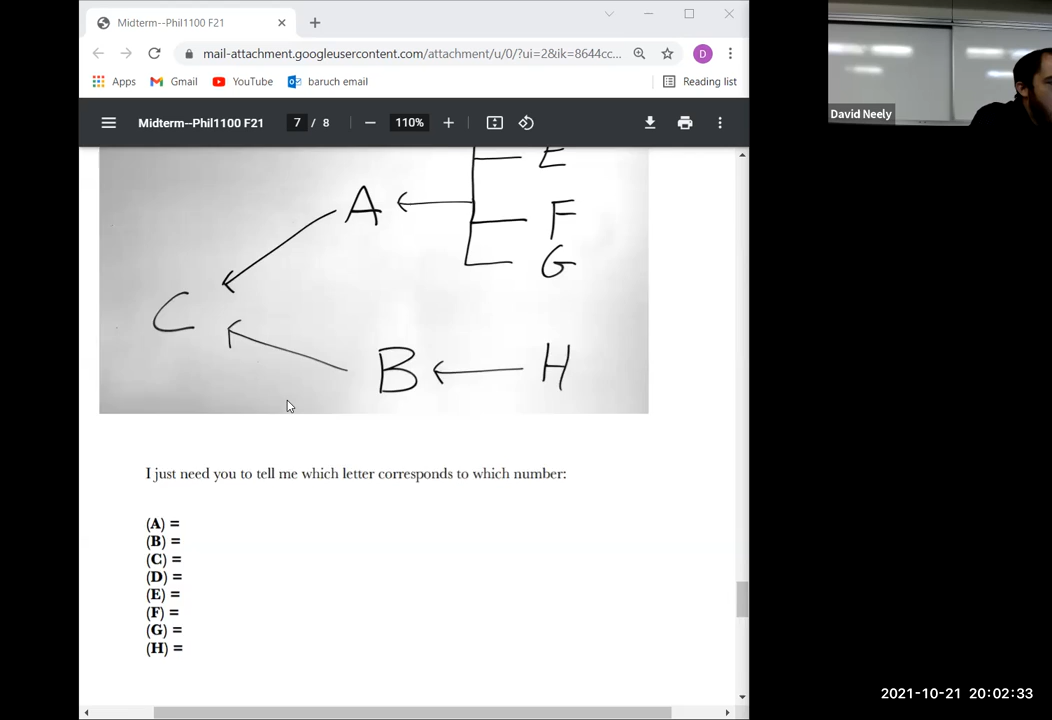 Midterm--Phil1100 F21
mail-attachment.googleusercontent.com/attachment/u/0/?ui=2&ik=8644cc...
D
Apps Gmail YouTube baruch email Reading list
Midterm--Phil1100 F21 7 / 8 110%
E
A
F
G
C
B
H
I just need you to tell me which letter corresponds to which number:
(A) =
(B) =
(C) =
(D) =
(E) =
(F) =
(G) =
(H) =
David Neely
2021-10-21 20:02:33